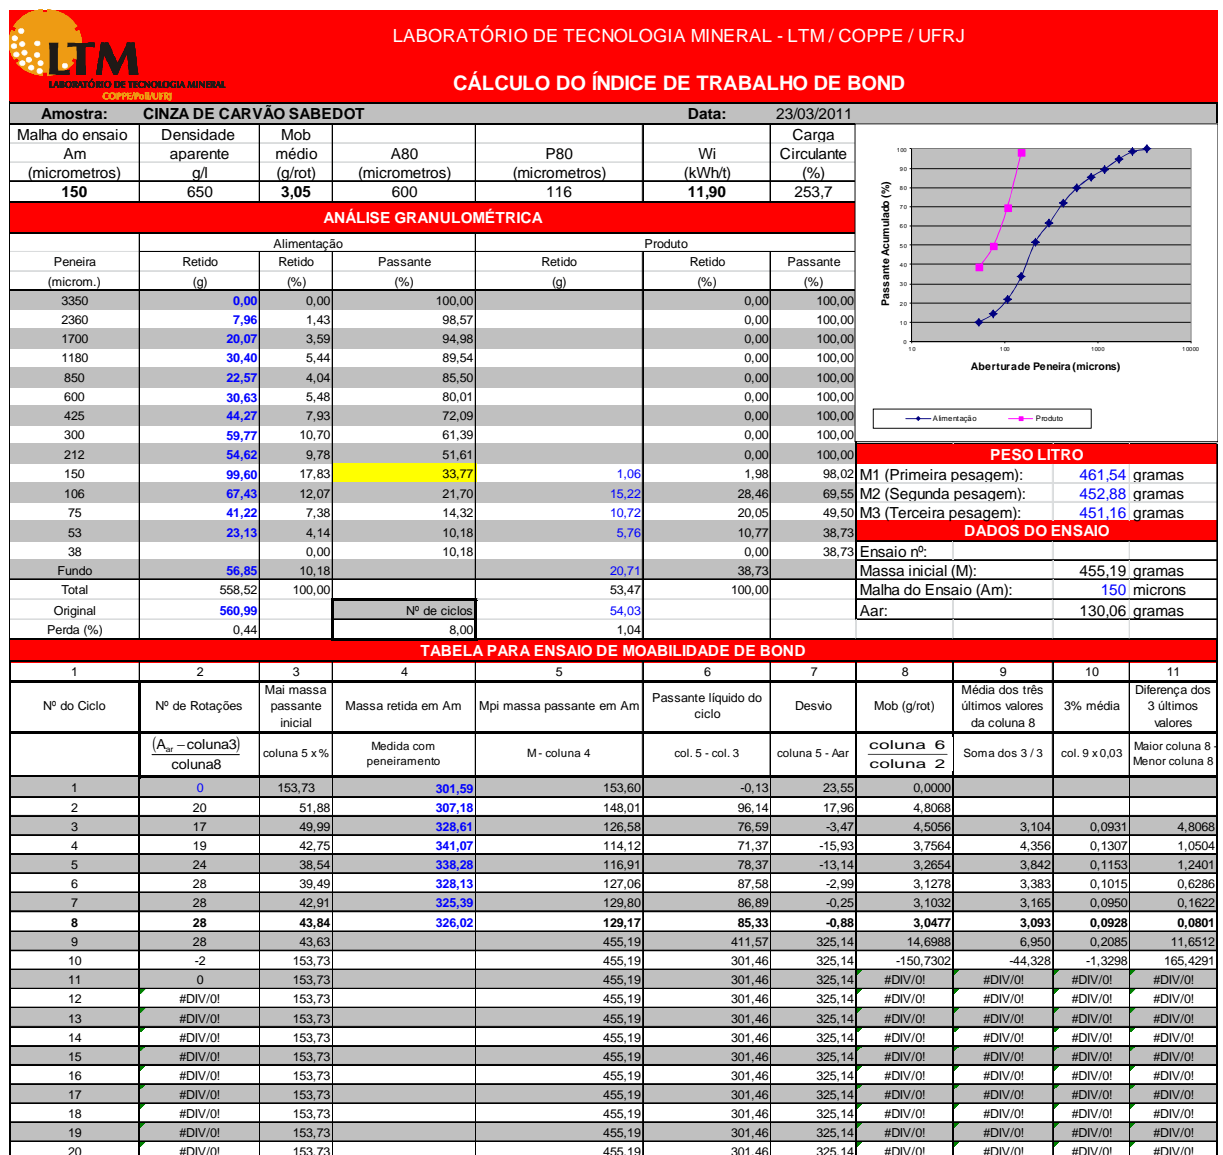 LTM
LABORATÓRIO DE TECNOLOGIA MINERAL
COPPE/Poli/UFRJ
LABORATÓRIO DE TECNOLOGIA MINERAL - LTM / COPPE / UFRJ
CÁLCULO DO ÍNDICE DE TRABALHO DE BOND
Amostra: CINZA DE CARVÃO SABEDOT Data: 23/03/2011
Malha do ensaio Densidade Mob Carga
Am aparente médio A80 P80 Wi Circulante
(micrometros) g/l (g/rot) (micrometros) (micrometros) (kWh/t) (%)
150 650 3,05 600 116 11,90 253,7
ANÁLISE GRANULOMÉTRICA
Alimentação Produto
Peneira Retido Retido Passante Retido Retido Passante
(microm.) (g) (%) (%) (g) (%) (%)
3350 0,00 0,00 100,00 0,00 100,00
2360 7,96 1,43 98,57 0,00 100,00
1700 20,07 3,59 94,98 0,00 100,00
1180 30,40 5,44 89,54 0,00 100,00
850 22,57 4,04 85,50 0,00 100,00
600 30,63 5,48 80,01 0,00 100,00
425 44,27 7,93 72,09 0,00 100,00
300 59,77 10,70 61,39 0,00 100,00
212 54,62 9,78 51,61 0,00 100,00
150 99,60 17,83 33,77 1,06 1,98 98,02
106 67,43 12,07 21,70 15,22 28,46 69,55
75 41,22 7,38 14,32 10,72 20,05 49,50
53 23,13 4,14 10,18 5,76 10,77 38,73
38 0,00 10,18 0,00 38,73
Fundo 56,85 10,18 20,71 38,73
Total 558,52 100,00 53,47 100,00
Original 560,99 Nº de ciclos 54,03
Perda (%) 0,44 8,00 1,04
Passante Acumulado (%)
100
90
80
70
60
50
40
30
20
10
0
10 100 1000 10000
Abertura de Peneira (microns)
Alimentação Produto
PESO LITRO
M1 (Primeira pesagem): 461,54 gramas
M2 (Segunda pesagem): 452,88 gramas
M3 (Terceira pesagem): 451,16 gramas
DADOS DO ENSAIO
Ensaio nº:
Massa inicial (M): 455,19 gramas
Malha do Ensaio (Am): 150 microns
Aar: 130,06 gramas
TABELA PARA ENSAIO DE MOABILIDADE DE BOND
1 2 3 4 5 6 7 8 9 10 11
Nº do Ciclo Nº de Rotações Mai massa passante inicial Massa retida em Am Mpi massa passante em Am Passante líquido do ciclo Desvio Mob (g/rot) Média dos três últimos valores da coluna 8 3% média Diferença dos 3 últimos valores
(Aar – coluna3) / coluna8 coluna 5 x % Medida com peneiramento M - coluna 4 col. 5 - col. 3 coluna 5 - Aar coluna 6 / coluna 2 Soma dos 3 / 3 col. 9 x 0,03 Maior coluna 8 - Menor coluna 8
1 0 153,73 301,59 153,60 -0,13 23,55 0,0000
2 20 51,88 307,18 148,01 96,14 17,96 4,8068
3 17 49,99 328,61 126,58 76,59 -3,47 4,5056 3,104 0,0931 4,8068
4 19 42,75 341,07 114,12 71,37 -15,93 3,7564 4,356 0,1307 1,0504
5 24 38,54 338,28 116,91 78,37 -13,14 3,2654 3,842 0,1153 1,2401
6 28 39,49 328,13 127,06 87,58 -2,99 3,1278 3,383 0,1015 0,6286
7 28 42,91 325,39 129,80 86,89 -0,25 3,1032 3,165 0,0950 0,1622
8 28 43,84 326,02 129,17 85,33 -0,88 3,0477 3,093 0,0928 0,0801
9 28 43,63 455,19 411,57 325,14 14,6988 6,950 0,2085 11,6512
10 -2 153,73 455,19 301,46 325,14 -150,7302 -44,328 -1,3298 165,4291
11 0 153,73 455,19 301,46 325,14 #DIV/0! #DIV/0! #DIV/0! #DIV/0!
12 #DIV/0! 153,73 455,19 301,46 325,14 #DIV/0! #DIV/0! #DIV/0! #DIV/0!
13 #DIV/0! 153,73 455,19 301,46 325,14 #DIV/0! #DIV/0! #DIV/0! #DIV/0!
14 #DIV/0! 153,73 455,19 301,46 325,14 #DIV/0! #DIV/0! #DIV/0! #DIV/0!
15 #DIV/0! 153,73 455,19 301,46 325,14 #DIV/0! #DIV/0! #DIV/0! #DIV/0!
16 #DIV/0! 153,73 455,19 301,46 325,14 #DIV/0! #DIV/0! #DIV/0! #DIV/0!
17 #DIV/0! 153,73 455,19 301,46 325,14 #DIV/0! #DIV/0! #DIV/0! #DIV/0!
18 #DIV/0! 153,73 455,19 301,46 325,14 #DIV/0! #DIV/0! #DIV/0! #DIV/0!
19 #DIV/0! 153,73 455,19 301,46 325,14 #DIV/0! #DIV/0! #DIV/0! #DIV/0!
20 #DIV/0! 153,73 455,19 301,46 325,14 #DIV/0! #DIV/0! #DIV/0! #DIV/0!